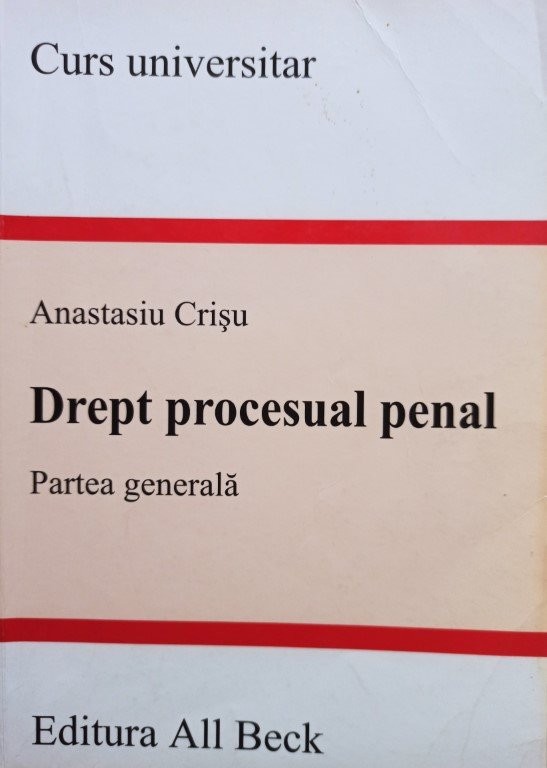 Curs universitar
Anastasiu Crişu
Drept procesual penal
Partea generală
Editura All Beck